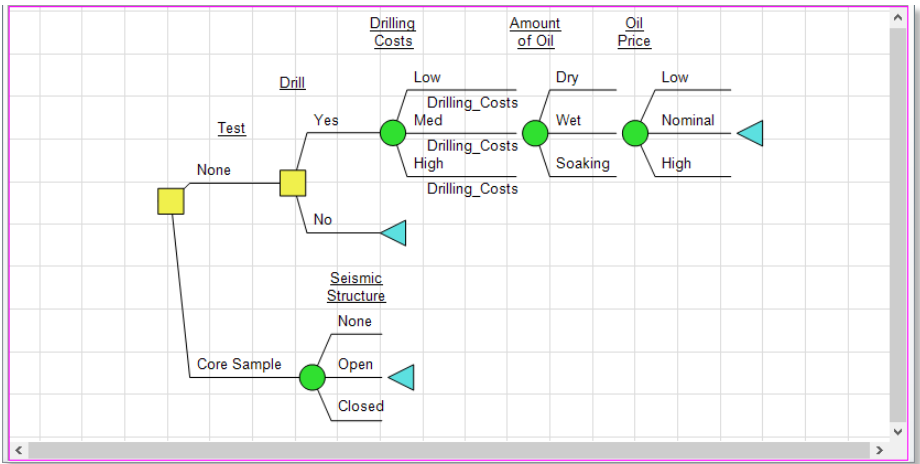 Drilling
Costs
Amount
of Oil
Oil
Price
Drill
Low
Dry
Low
Drilling_Costs
Test
Yes
Med
Wet
Nominal
Drilling_Costs
None
High
Soaking
High
Drilling_Costs
No
Seismic
Structure
None
Core Sample
Open
Closed